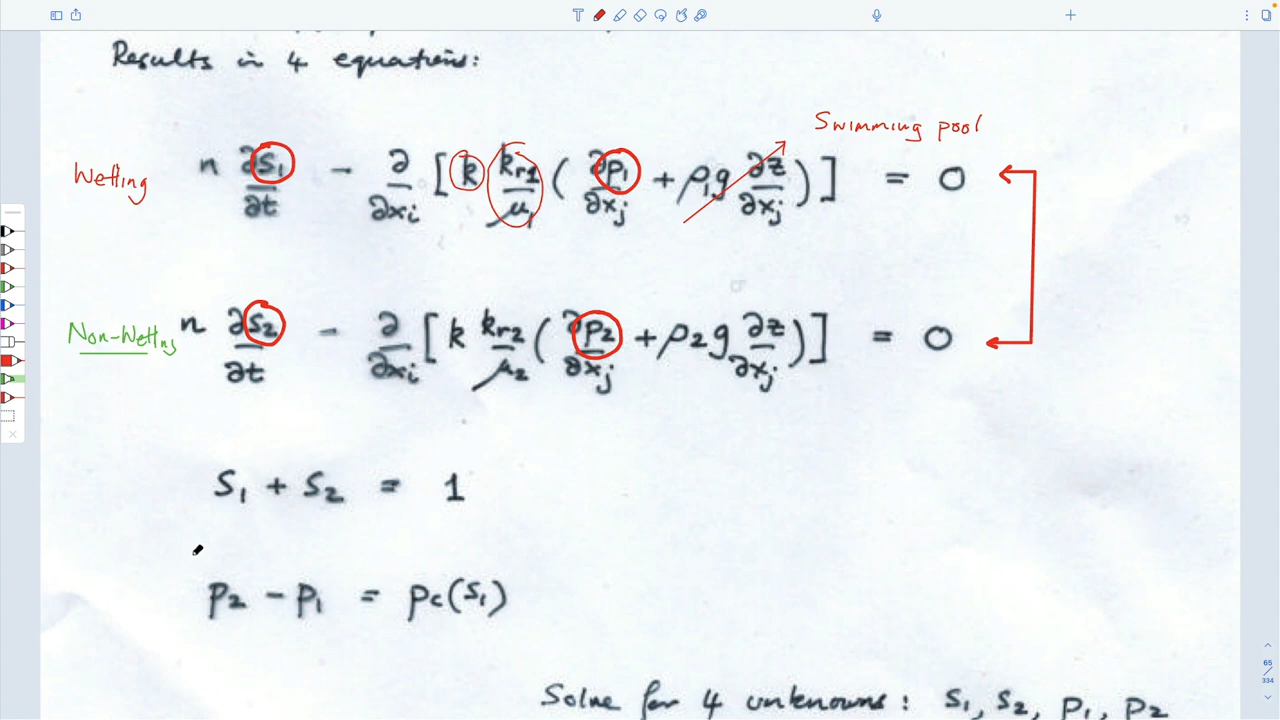 Results in 4 equations:
Swimming pool
Wetting n ∂S₁/∂t − ∂/∂xᵢ [ k kr1/μ₁ ( ∂p₁/∂xⱼ + ρ₁g ∂z/∂xⱼ ) ] = 0
Non-Wetting n ∂S₂/∂t − ∂/∂xᵢ [ k kr2/μ₂ ( ∂p₂/∂xⱼ + ρ₂g ∂z/∂xⱼ ) ] = 0
S₁ + S₂ = 1
p₂ − p₁ = pc(S₁)
Solve for 4 unknowns: S₁, S₂, p₁, p₂
65
334